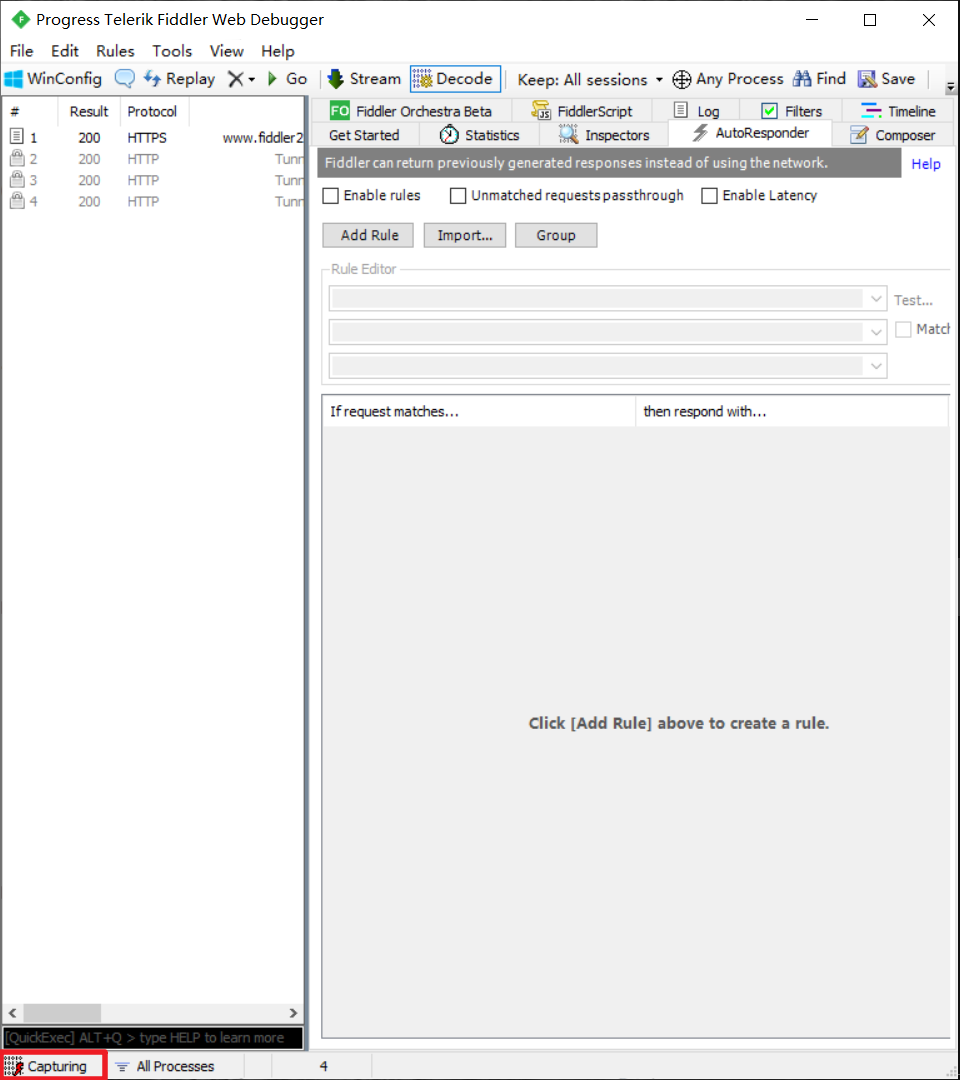 Progress Telerik Fiddler Web Debugger
File Edit Rules Tools View Help
WinConfig Replay Go Stream Decode Keep: All sessions Any Process Find Save
# Result Protocol
1 200 HTTPS www.fiddler2
2 200 HTTP Tunn
3 200 HTTP Tunn
4 200 HTTP Tunn
FO Fiddler Orchestra Beta FiddlerScript Log Filters Timeline
Get Started Statistics Inspectors AutoResponder Composer
Fiddler can return previously generated responses instead of using the network. Help
Enable rules Unmatched requests passthrough Enable Latency
Add Rule Import... Group
Rule Editor
Test...
Match
If request matches... then respond with...
Click [Add Rule] above to create a rule.
[QuickExec] ALT+Q > type HELP to learn more
Capturing All Processes 4